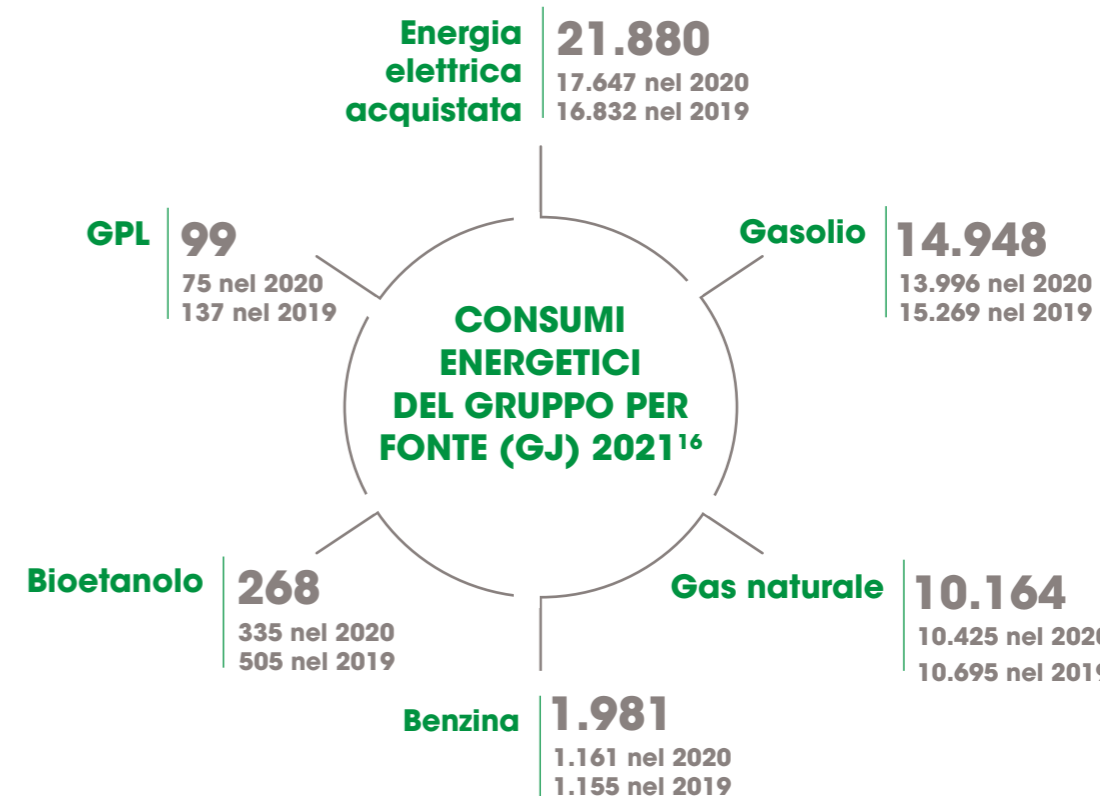 Energia
elettrica
acquistata
21.880
17.647 nel 2020
16.832 nel 2019
GPL
99
75 nel 2020
137 nel 2019
Gasolio
14.948
13.996 nel 2020
15.269 nel 2019
CONSUMI
ENERGETICI
DEL GRUPPO PER
FONTE (GJ) 2021¹⁶
Bioetanolo
268
335 nel 2020
505 nel 2019
Gas naturale
10.164
10.425 nel 2020
10.695 nel 2019
Benzina
1.981
1.161 nel 2020
1.155 nel 2019